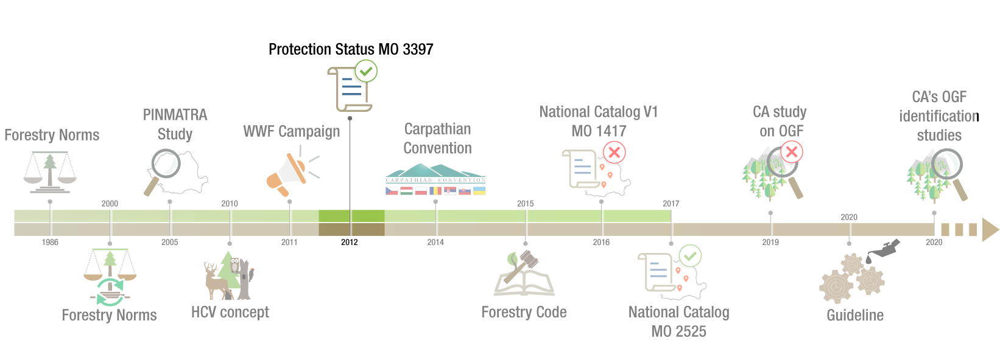 Protection Status MO 3397
Forestry Norms
PINMATRA
Study
WWF Campaign
Carpathian
Convention
CARPATHIAN CONVENTION
National Catalog V1
MO 1417
CA study
on OGF
CA's OGF
identification
studies
2000
2010
2015
2017
2020
1986
2005
2011
2012
2014
2016
2019
2020
Forestry Norms
HCV concept
Forestry Code
National Catalog
MO 2525
Guideline